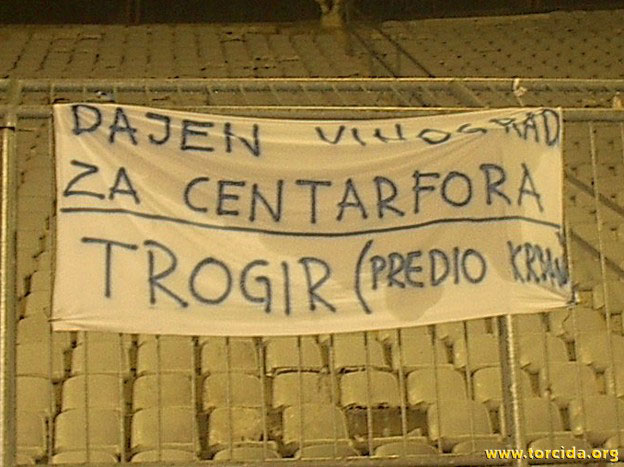 DAJEN VINOGRAD
ZA CENTARFORA
TROGIR (PREDIO
www.torcida.org